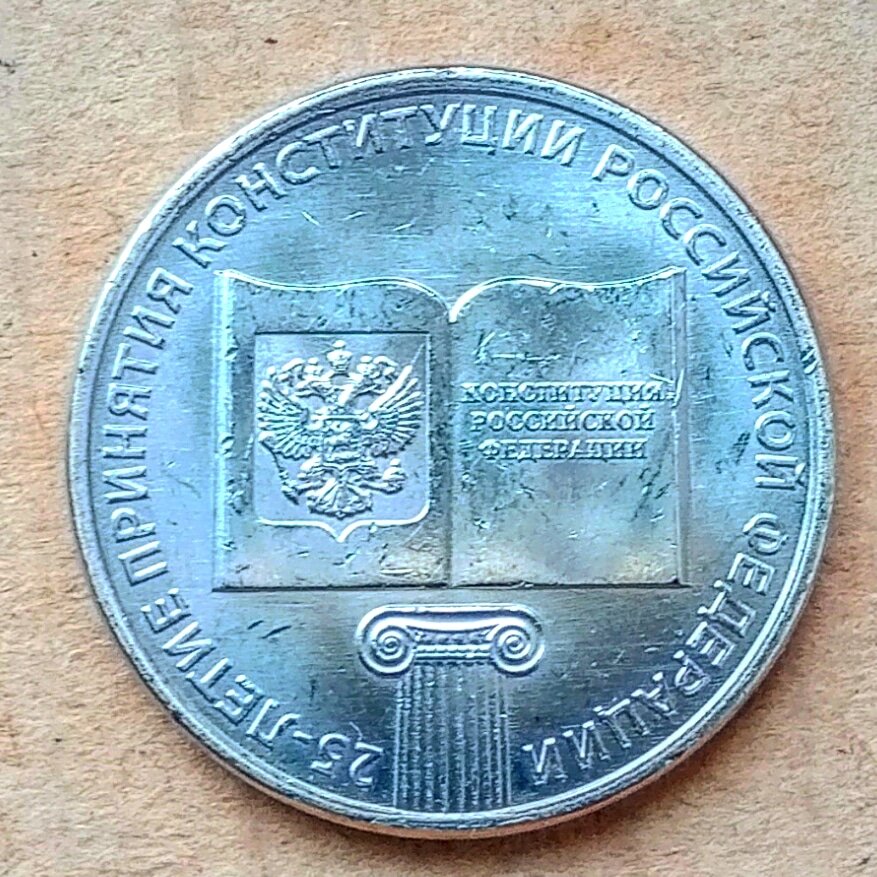 25-ЛЕТИЕ ПРИНЯТИЯ КОНСТИТУЦИИ РОССИЙСКОЙ ФЕДЕРАЦИИ
КОНСТИТУЦИЯ
РОССИЙСКОЙ
ФЕДЕРАЦИИ